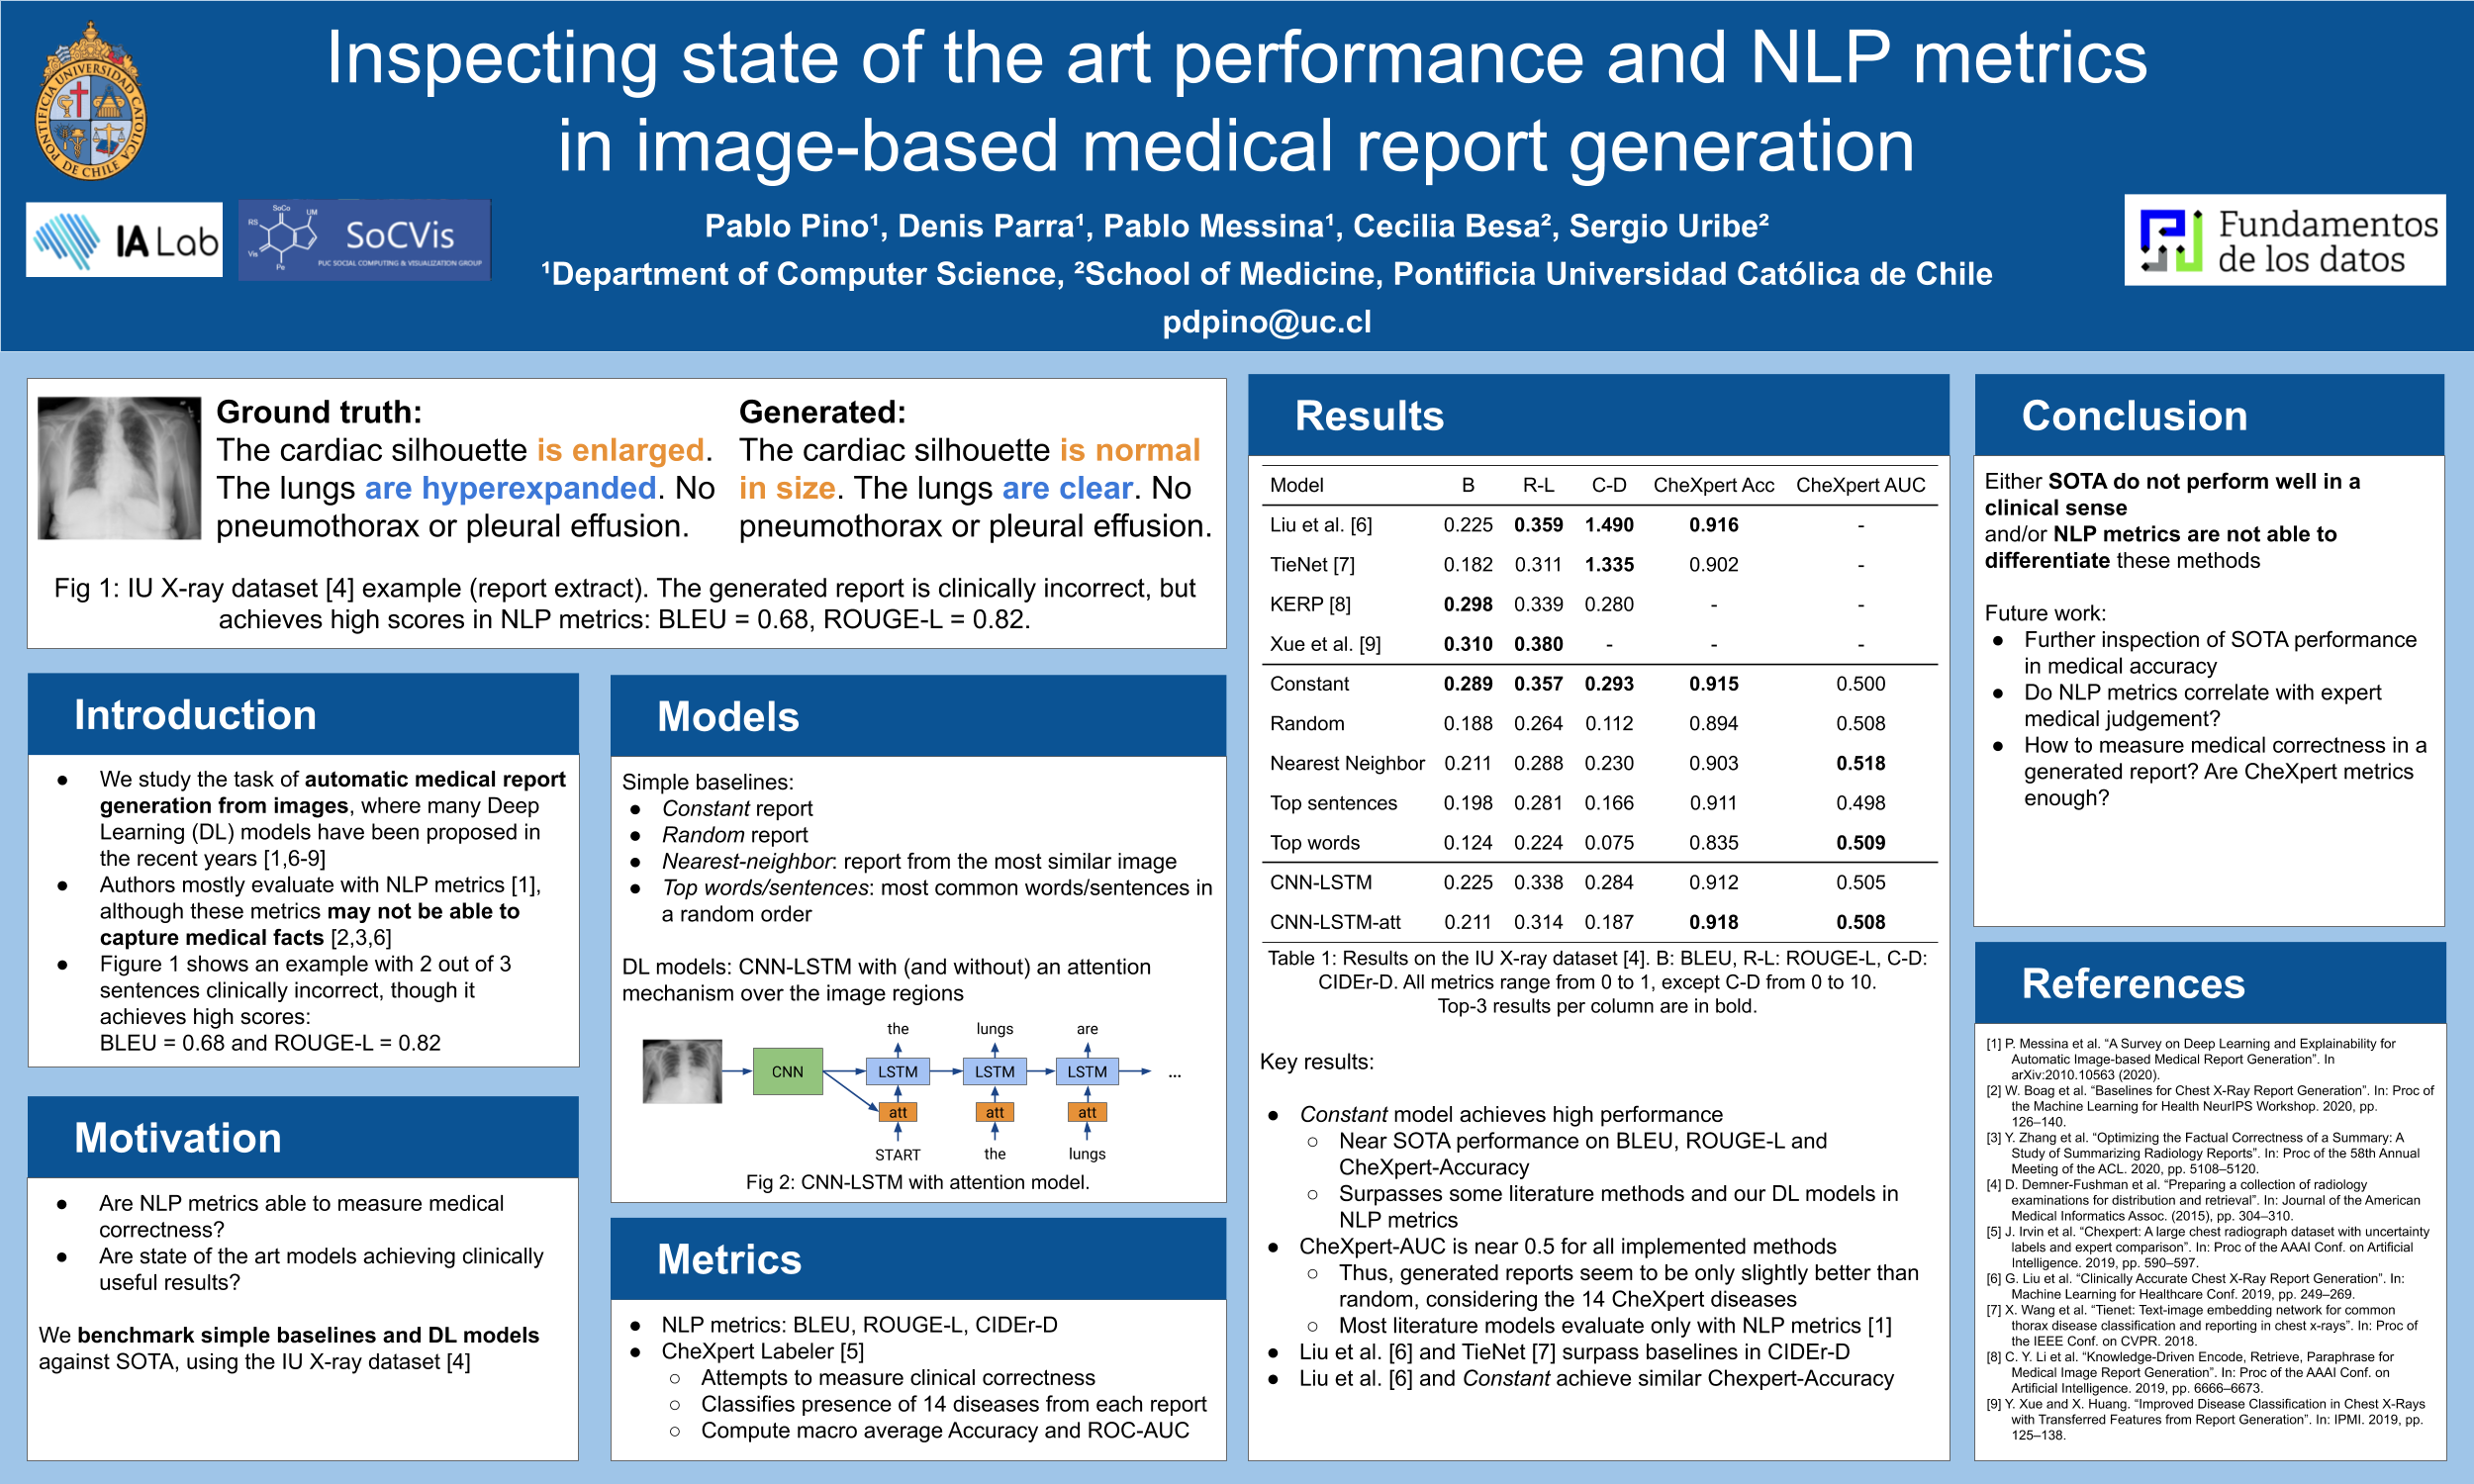 Inspecting state of the art performance and NLP metrics
in image-based medical report generation
PONTIFICIA UNIVERSIDAD CATOLICA DE CHILE
IA Lab
SoCo
RS
UM
Vis
Pe
SoCVis
PUC SOCIAL COMPUTING & VISUALIZATION GROUP
Pablo Pino¹, Denis Parra¹, Pablo Messina¹, Cecilia Besa², Sergio Uribe²
¹Department of Computer Science, ²School of Medicine, Pontificia Universidad Católica de Chile
pdpino@uc.cl
Fundamentos
de los datos
Ground truth:
The cardiac silhouette is enlarged.
The lungs are hyperexpanded. No
pneumothorax or pleural effusion.
Generated:
The cardiac silhouette is normal
in size. The lungs are clear. No
pneumothorax or pleural effusion.
Fig 1: IU X-ray dataset [4] example (report extract). The generated report is clinically incorrect, but
achieves high scores in NLP metrics: BLEU = 0.68, ROUGE-L = 0.82.
Introduction
● We study the task of automatic medical report
generation from images, where many Deep
Learning (DL) models have been proposed in
the recent years [1,6-9]
● Authors mostly evaluate with NLP metrics [1],
although these metrics may not be able to
capture medical facts [2,3,6]
● Figure 1 shows an example with 2 out of 3
sentences clinically incorrect, though it
achieves high scores:
BLEU = 0.68 and ROUGE-L = 0.82
Motivation
● Are NLP metrics able to measure medical
correctness?
● Are state of the art models achieving clinically
useful results?
We benchmark simple baselines and DL models
against SOTA, using the IU X-ray dataset [4]
Models
Simple baselines:
● Constant report
● Random report
● Nearest-neighbor: report from the most similar image
● Top words/sentences: most common words/sentences in
a random order
DL models: CNN-LSTM with (and without) an attention
mechanism over the image regions
the lungs are
CNN LSTM LSTM LSTM ...
att att att
START the lungs
Fig 2: CNN-LSTM with attention model.
Metrics
● NLP metrics: BLEU, ROUGE-L, CIDEr-D
● CheXpert Labeler [5]
○ Attempts to measure clinical correctness
○ Classifies presence of 14 diseases from each report
○ Compute macro average Accuracy and ROC-AUC
Results
Model B R-L C-D CheXpert Acc CheXpert AUC
Liu et al. [6] 0.225 0.359 1.490 0.916 -
TieNet [7] 0.182 0.311 1.335 0.902 -
KERP [8] 0.298 0.339 0.280 - -
Xue et al. [9] 0.310 0.380 - - -
Constant 0.289 0.357 0.293 0.915 0.500
Random 0.188 0.264 0.112 0.894 0.508
Nearest Neighbor 0.211 0.288 0.230 0.903 0.518
Top sentences 0.198 0.281 0.166 0.911 0.498
Top words 0.124 0.224 0.075 0.835 0.509
CNN-LSTM 0.225 0.338 0.284 0.912 0.505
CNN-LSTM-att 0.211 0.314 0.187 0.918 0.508
Table 1: Results on the IU X-ray dataset [4]. B: BLEU, R-L: ROUGE-L, C-D:
CIDEr-D. All metrics range from 0 to 1, except C-D from 0 to 10.
Top-3 results per column are in bold.
Key results:
● Constant model achieves high performance
○ Near SOTA performance on BLEU, ROUGE-L and
CheXpert-Accuracy
○ Surpasses some literature methods and our DL models in
NLP metrics
● CheXpert-AUC is near 0.5 for all implemented methods
○ Thus, generated reports seem to be only slightly better than
random, considering the 14 CheXpert diseases
○ Most literature models evaluate only with NLP metrics [1]
● Liu et al. [6] and TieNet [7] surpass baselines in CIDEr-D
● Liu et al. [6] and Constant achieve similar Chexpert-Accuracy
Conclusion
Either SOTA do not perform well in a
clinical sense
and/or NLP metrics are not able to
differentiate these methods
Future work:
● Further inspection of SOTA performance
in medical accuracy
● Do NLP metrics correlate with expert
medical judgement?
● How to measure medical correctness in a
generated report? Are CheXpert metrics
enough?
References
[1] P. Messina et al. “A Survey on Deep Learning and Explainability for
Automatic Image-based Medical Report Generation”. In
arXiv:2010.10563 (2020).
[2] W. Boag et al. “Baselines for Chest X-Ray Report Generation”. In: Proc of
the Machine Learning for Health NeurIPS Workshop. 2020, pp.
126–140.
[3] Y. Zhang et al. “Optimizing the Factual Correctness of a Summary: A
Study of Summarizing Radiology Reports”. In: Proc of the 58th Annual
Meeting of the ACL. 2020, pp. 5108–5120.
[4] D. Demner-Fushman et al. “Preparing a collection of radiology
examinations for distribution and retrieval”. In: Journal of the American
Medical Informatics Assoc. (2015), pp. 304–310.
[5] J. Irvin et al. “Chexpert: A large chest radiograph dataset with uncertainty
labels and expert comparison”. In: Proc of the AAAI Conf. on Artificial
Intelligence. 2019, pp. 590–597.
[6] G. Liu et al. “Clinically Accurate Chest X-Ray Report Generation”. In:
Machine Learning for Healthcare Conf. 2019, pp. 249–269.
[7] X. Wang et al. “Tienet: Text-image embedding network for common
thorax disease classification and reporting in chest x-rays”. In: Proc of
the IEEE Conf. on CVPR. 2018.
[8] C. Y. Li et al. “Knowledge-Driven Encode, Retrieve, Paraphrase for
Medical Image Report Generation”. In: Proc of the AAAI Conf. on
Artificial Intelligence. 2019, pp. 6666–6673.
[9] Y. Xue and X. Huang. “Improved Disease Classification in Chest X-Rays
with Transferred Features from Report Generation”. In: IPMI. 2019, pp.
125–138.